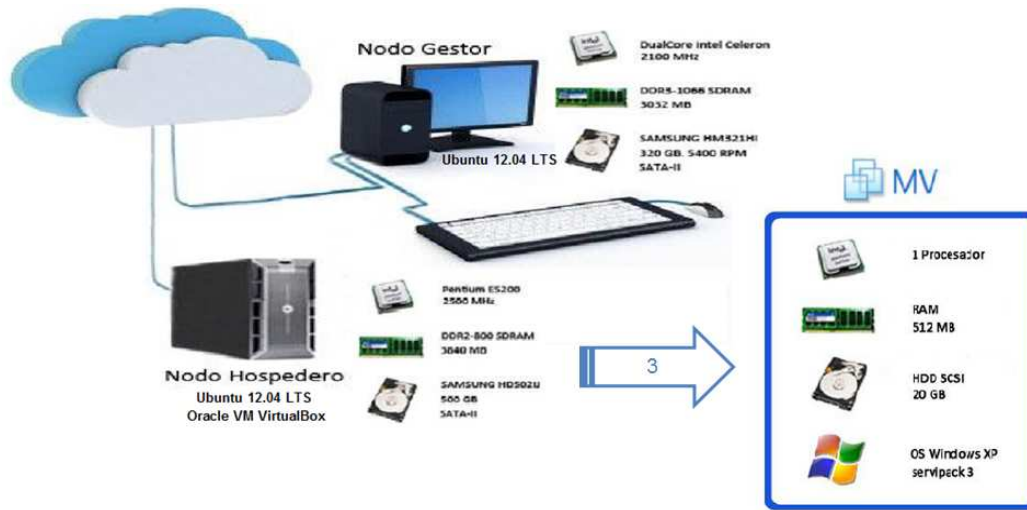 Nodo Gestor
DualCore Intel Celeron
2100 MHz
DDR3-1066 SDRAM
3032 MB
SAMSUNG HM321HI
320 GB. 5400 RPM
SATA-II
Ubuntu 12.04 LTS
Nodo Hospedero
Ubuntu 12.04 LTS
Oracle VM VirtualBox
Pentium E5200
2500 MHz
DDR2-800 SDRAM
3840 MB
SAMSUNG HD502IJ
500 GB
SATA-II
3
MV
1 Procesador
RAM
512 MB
HDD SCSI
20 GB
OS Windows XP
servipack 3